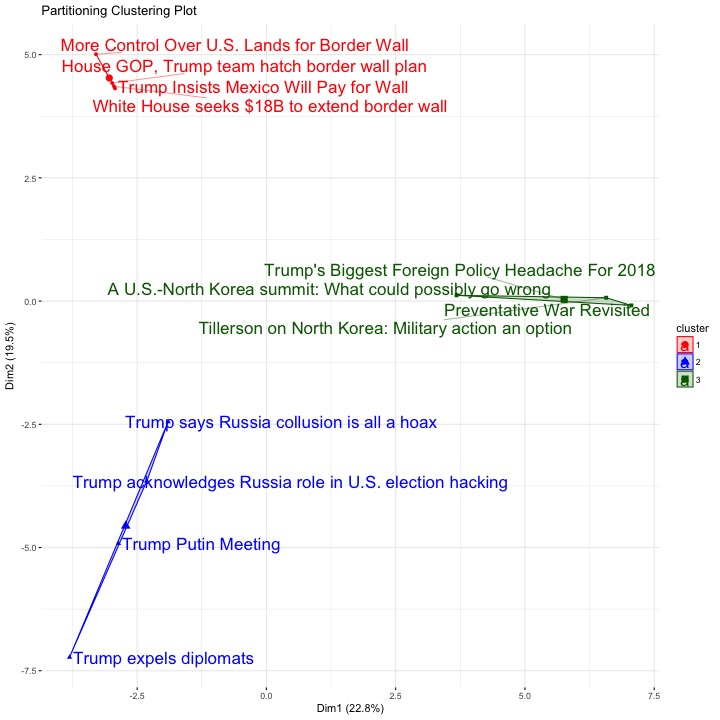 Partitioning Clustering Plot
More Control Over U.S. Lands for Border Wall
House GOP, Trump team hatch border wall plan
Trump Insists Mexico Will Pay for Wall
White House seeks $18B to extend border wall
Trump's Biggest Foreign Policy Headache For 2018
A U.S.-North Korea summit: What could possibly go wrong
Preventative War Revisited
Tillerson on North Korea: Military action an option
Trump says Russia collusion is all a hoax
Trump acknowledges Russia role in U.S. election hacking
Trump Putin Meeting
Trump expels diplomats
5.0
2.5
0.0
-2.5
-5.0
-7.5
Dim2 (19.5%)
-2.5 0.0 2.5 5.0 7.5
Dim1 (22.8%)
cluster
a 1
a 2
a 3